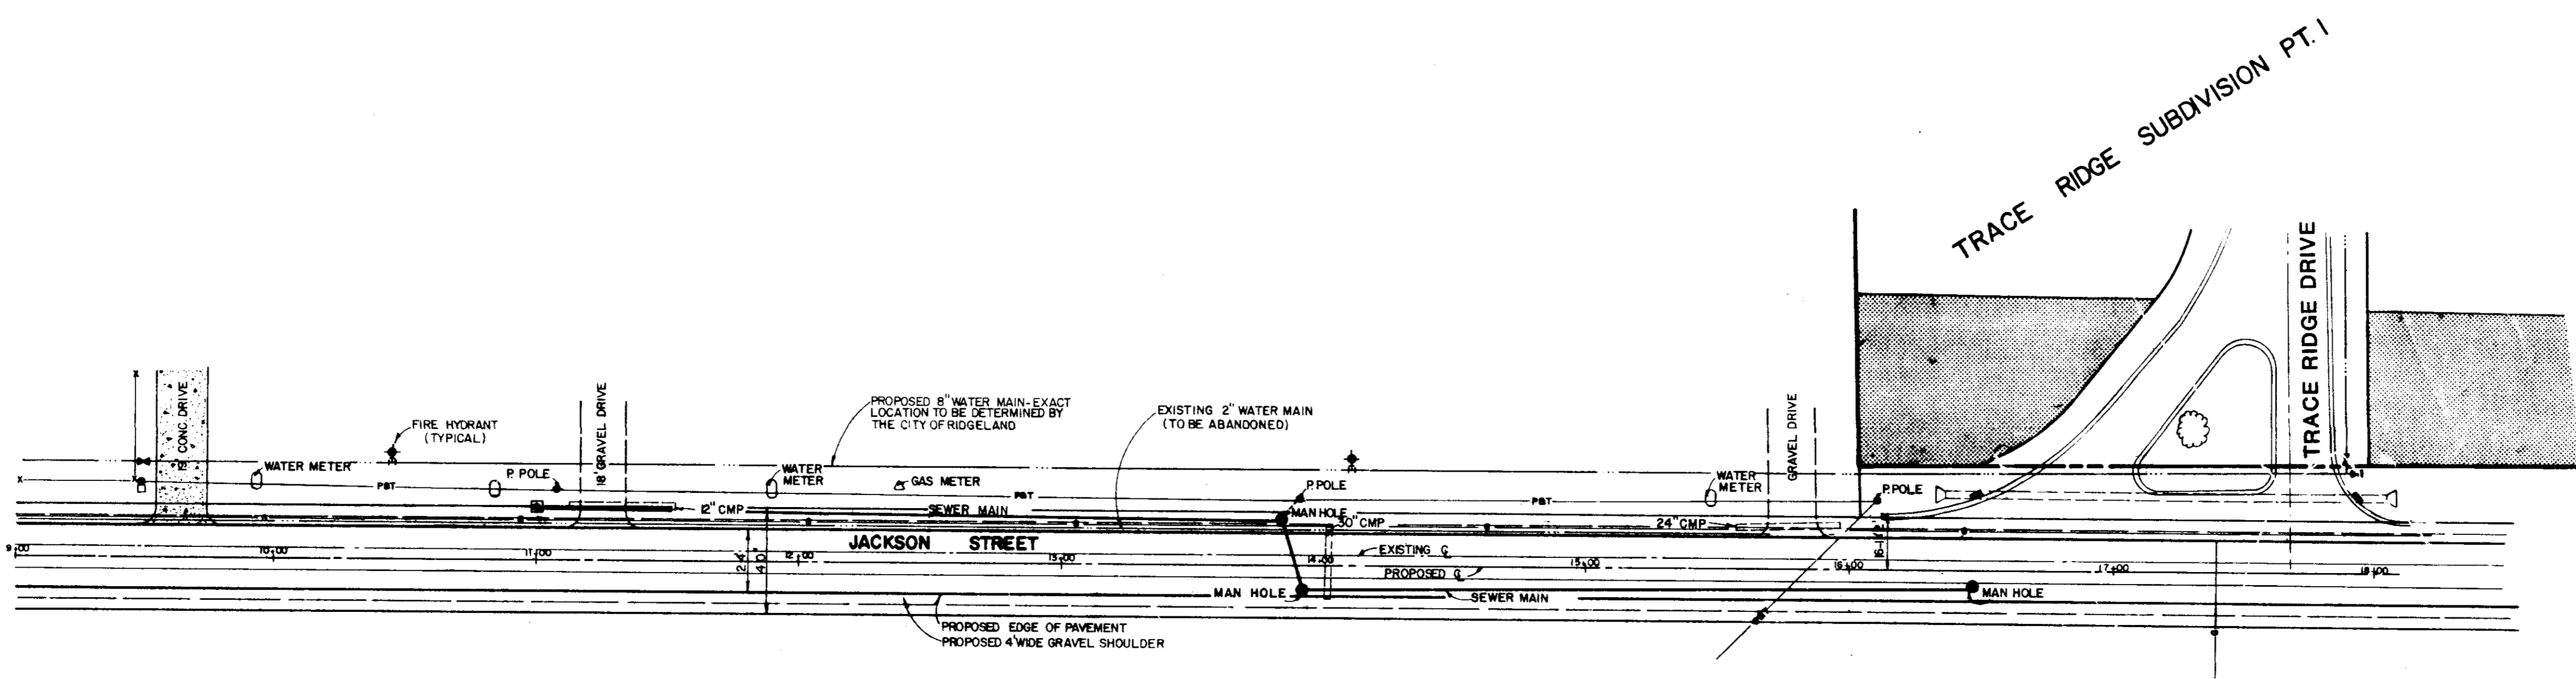 TRACE RIDGE SUBDIVISION PT. I
TRACE RIDGE DRIVE
CONC. DRIVE
FIRE HYDRANT
(TYPICAL)
18' GRAVEL DRIVE
PROPOSED 8" WATER MAIN-EXACT
LOCATION TO BE DETERMINED BY
THE CITY OF RIDGELAND
EXISTING 2" WATER MAIN
(TO BE ABANDONED)
GRAVEL DRIVE
WATER METER
P. POLE
WATER
METER
GAS METER
P.POLE
WATER
METER
P.POLE
PBT
PBT
PBT
12" CMP
SEWER MAIN
MAN HOLE
30" CMP
24" CMP
JACKSON STREET
EXISTING ℄
PROPOSED ℄
9+00
10+00
11+00
12+00
13+00
14+00
15+00
16+00
17+00
18+00
MAN HOLE
SEWER MAIN
MAN HOLE
PROPOSED EDGE OF PAVEMENT
PROPOSED 4' WIDE GRAVEL SHOULDER